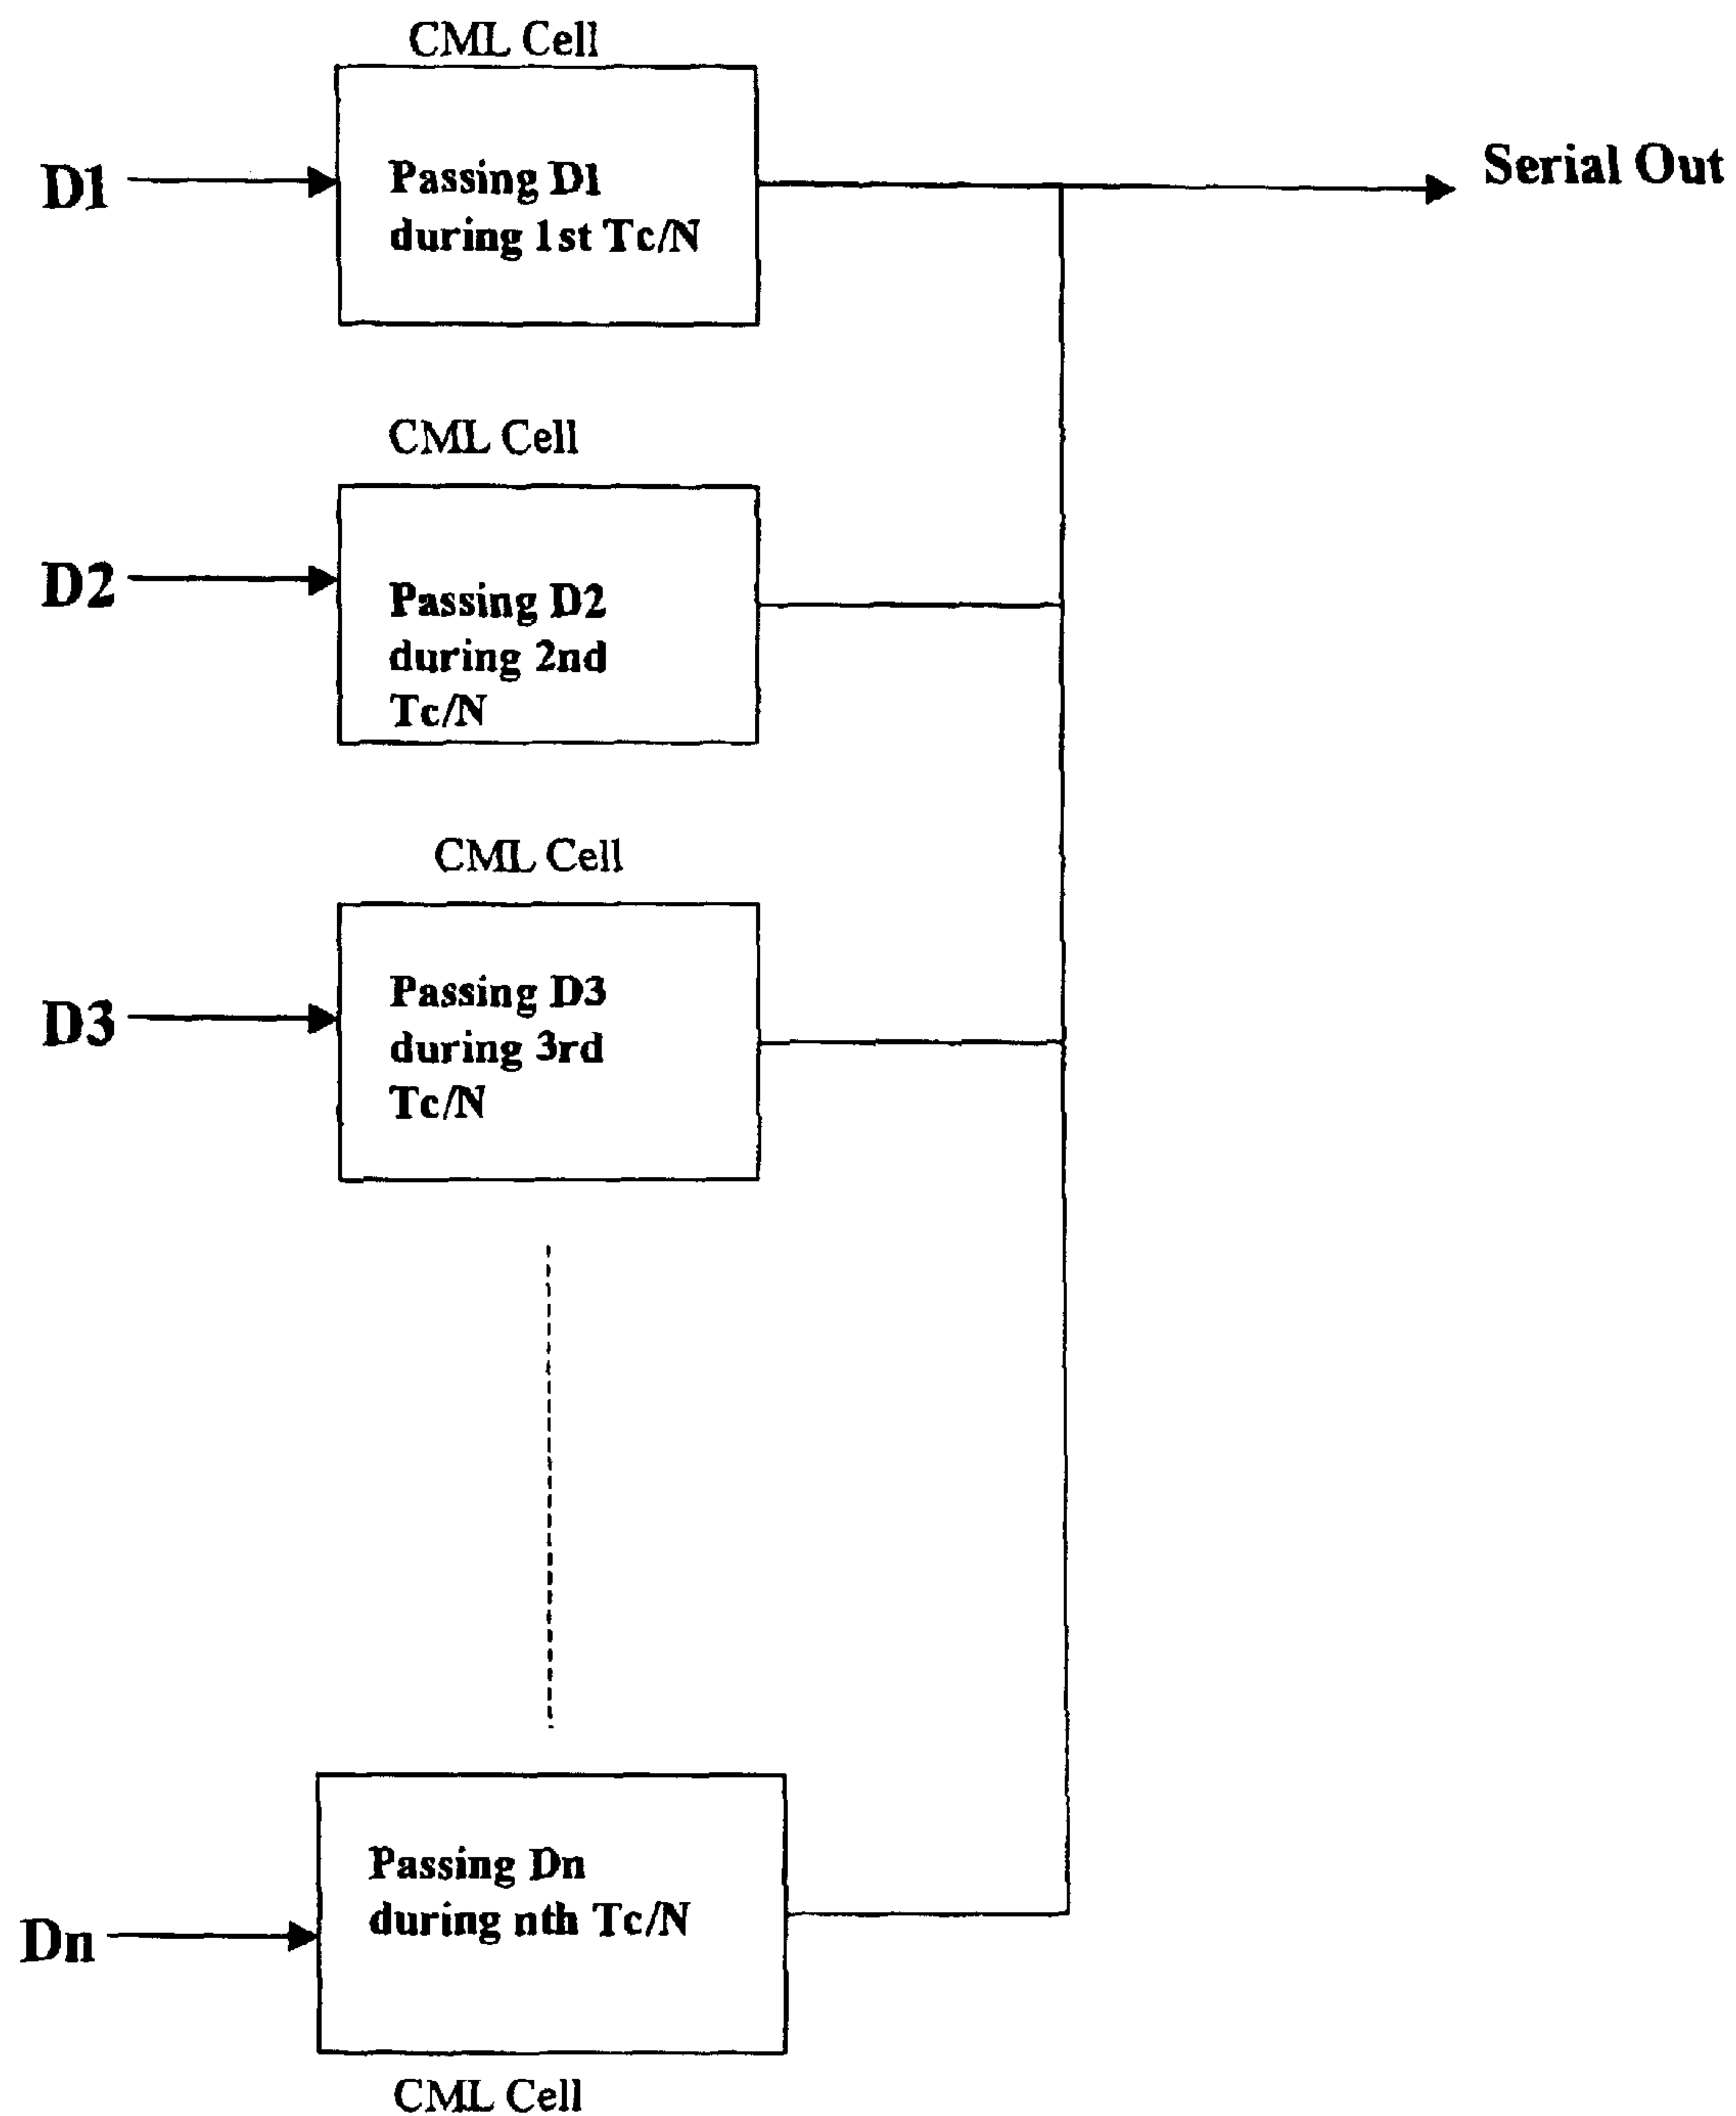 CML Cell
D1
Passing D1
during 1st Tc/N
Serial Out
CML Cell
D2
Passing D2
during 2nd
Tc/N
CML Cell
D3
Passing D3
during 3rd
Tc/N
Dn
Passing Dn
during nth Tc/N
CML Cell